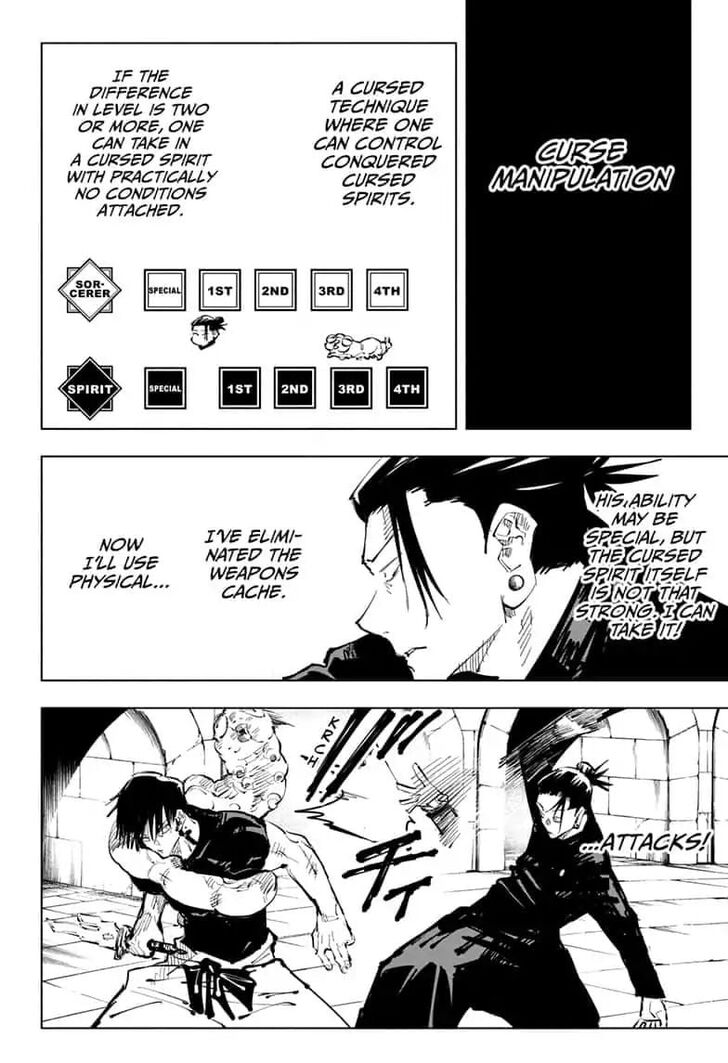 CURSE
MANIPULATION
A CURSED
TECHNIQUE
WHERE ONE
CAN CONTROL
CONQUERED
CURSED
SPIRITS.
IF THE
DIFFERENCE
IN LEVEL IS TWO
OR MORE, ONE
CAN TAKE IN
A CURSED SPIRIT
WITH PRACTICALLY
NO CONDITIONS
ATTACHED.
SOR-
CERER
SPECIAL 1ST 2ND 3RD 4TH
SPIRIT SPECIAL 1ST 2ND 3RD 4TH
HIS ABILITY
MAY BE
SPECIAL, BUT
THE CURSED
SPIRIT ITSELF
IS NOT THAT
STRONG. I CAN
TAKE IT!
I'VE ELIMI-
NATED THE
WEAPONS
CACHE.
NOW
I'LL USE
PHYSICAL...
...ATTACKS!
KRCH